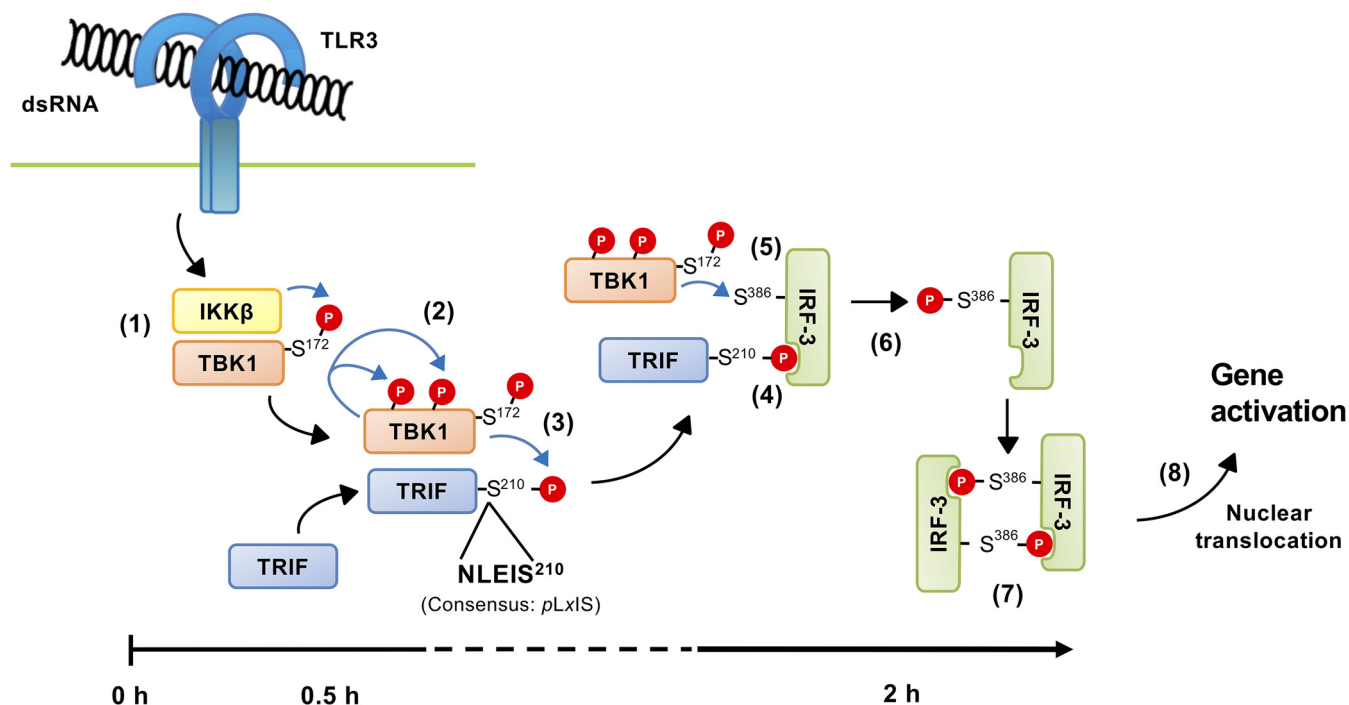 TLR3
dsRNA
(1)
IKKβ
TBK1
S172
P
(2)
P
P
P
TBK1
S172
(3)
TRIF
S210
P
TRIF
NLEIS210
(Consensus: pLxIS)
P
P
P
(5)
TBK1
S172
S386
IRF-3
TRIF
S210
P
(4)
(6)
P
S386
IRF-3
IRF-3
P
S386
IRF-3
S386
P
(7)
(8)
Gene
activation
Nuclear
translocation
0 h
0.5 h
2 h